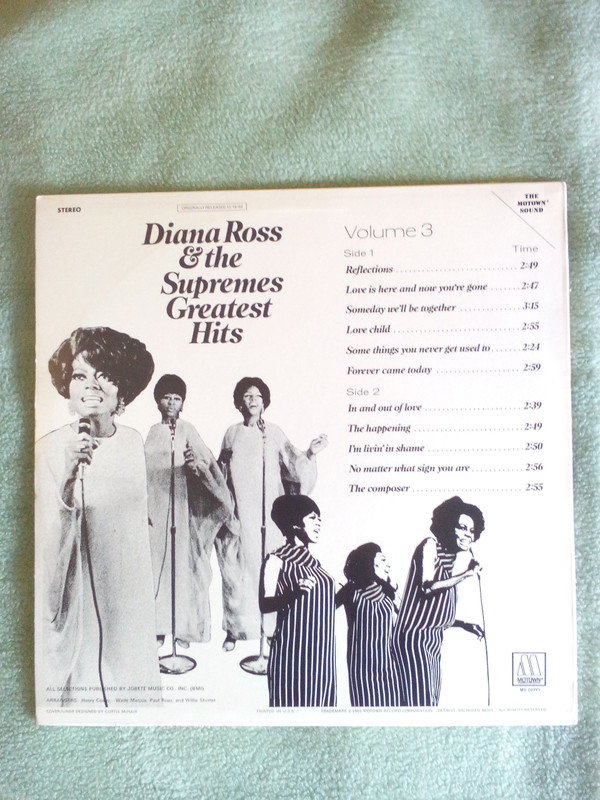 STEREO
THE
MOTOWN
SOUND
Diana Ross
& the
Supremes
Greatest
Hits
Volume 3
Side 1 Time
Reflections 2:49
Love is here and now you're gone 2:47
Someday we'll be together 3:15
Love child 2:55
Some things you never get used to 2:24
Forever came today 2:59
Side 2
In and out of love 2:39
The happening 2:49
I'm livin' in shame 2:50
No matter what sign you are 2:56
The composer 2:55
ALL SELECTIONS PUBLISHED BY JOBETE MUSIC CO., INC. (BMI)
MOTOWN
PRINTED IN U.S.A.